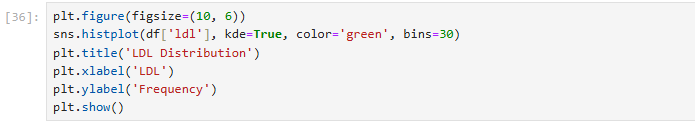 [36]: plt.figure(figsize=(10, 6))
sns.histplot(df['ldl'], kde=True, color='green', bins=30)
plt.title('LDL Distribution')
plt.xlabel('LDL')
plt.ylabel('Frequency')
plt.show()